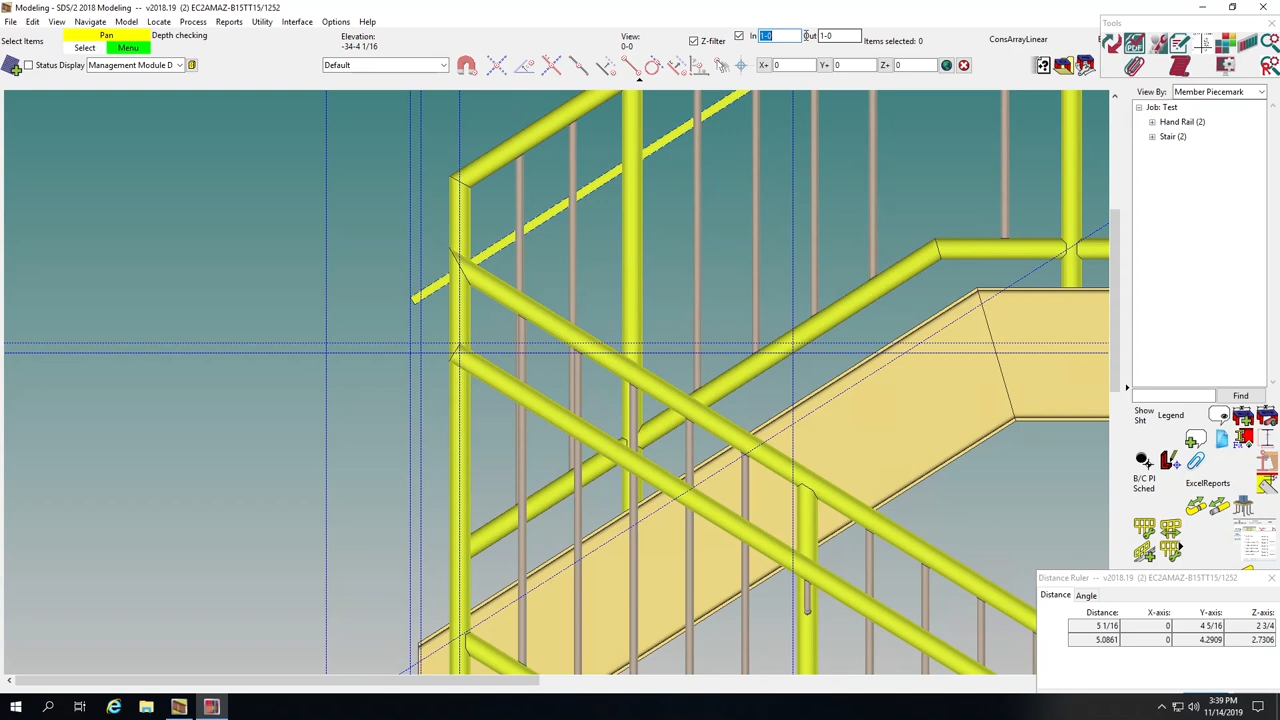 Modeling - SDS/2 2018 Modeling - v2018.19 (2) EC2AMAZ-B15TT15/1252
File Edit View Navigate Model Locate Process Reports Utility Interface Options Help
Tools
Select Items
Pan
Depth checking
Select
Menu
Elevation:
-34-4 1/16
View:
0-0
Z-filter
In 1-0
Out 1-0
Items selected: 0
ConsArrayLinear
Status Display
Management Module D
Default
X+ 0
Y+ 0
Z+ 0
View By: Member Piecemark
Job: Test
Hand Rail (2)
Stair (2)
Find
Show
Sht
Legend
FA
B/C PI
Sched
ExcelReports
Distance Ruler -- v2018.19 (2) EC2AMAZ-B15TT15/1252
Distance Angle
Distance: X-axis: Y-axis: Z-axis:
5 1/16 0 4 5/16 2 3/4
5.0861 0 4.2909 2.7306
3:39 PM
11/14/2019